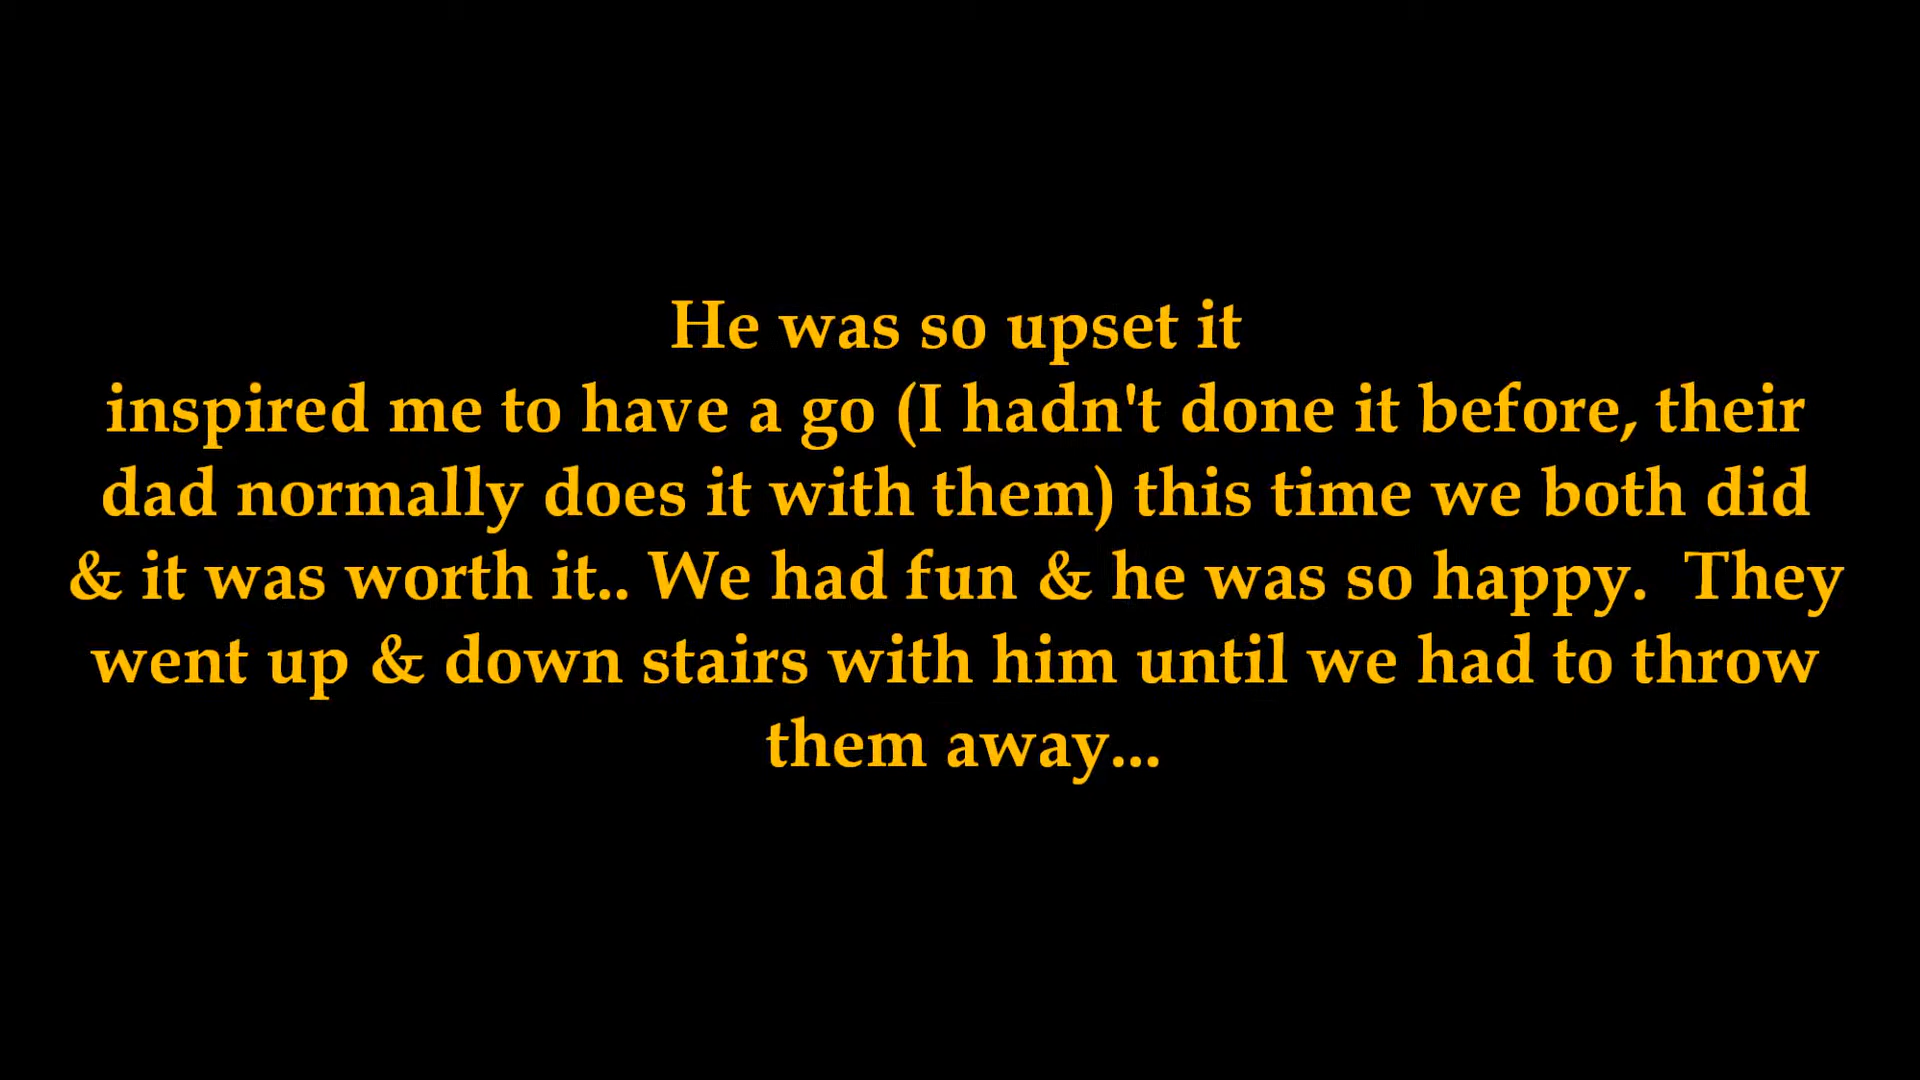 He was so upset it
inspired me to have a go (I hadn't done it before, their
dad normally does it with them) this time we both did
& it was worth it.. We had fun & he was so happy.  They
went up & down stairs with him until we had to throw
them away...